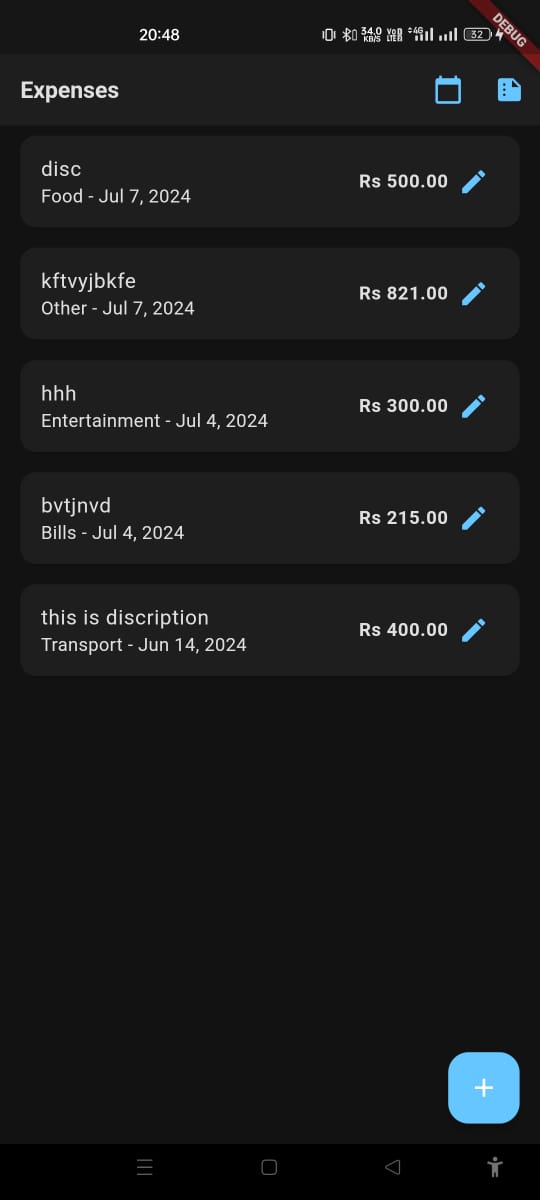 20:48
34.0 KB/S
Vo LTE
4G
32
DEBUG
Expenses
disc
Food - Jul 7, 2024
Rs 500.00
kftvyjbkfe
Other - Jul 7, 2024
Rs 821.00
hhh
Entertainment - Jul 4, 2024
Rs 300.00
bvtjnvd
Bills - Jul 4, 2024
Rs 215.00
this is discription
Transport - Jun 14, 2024
Rs 400.00
+